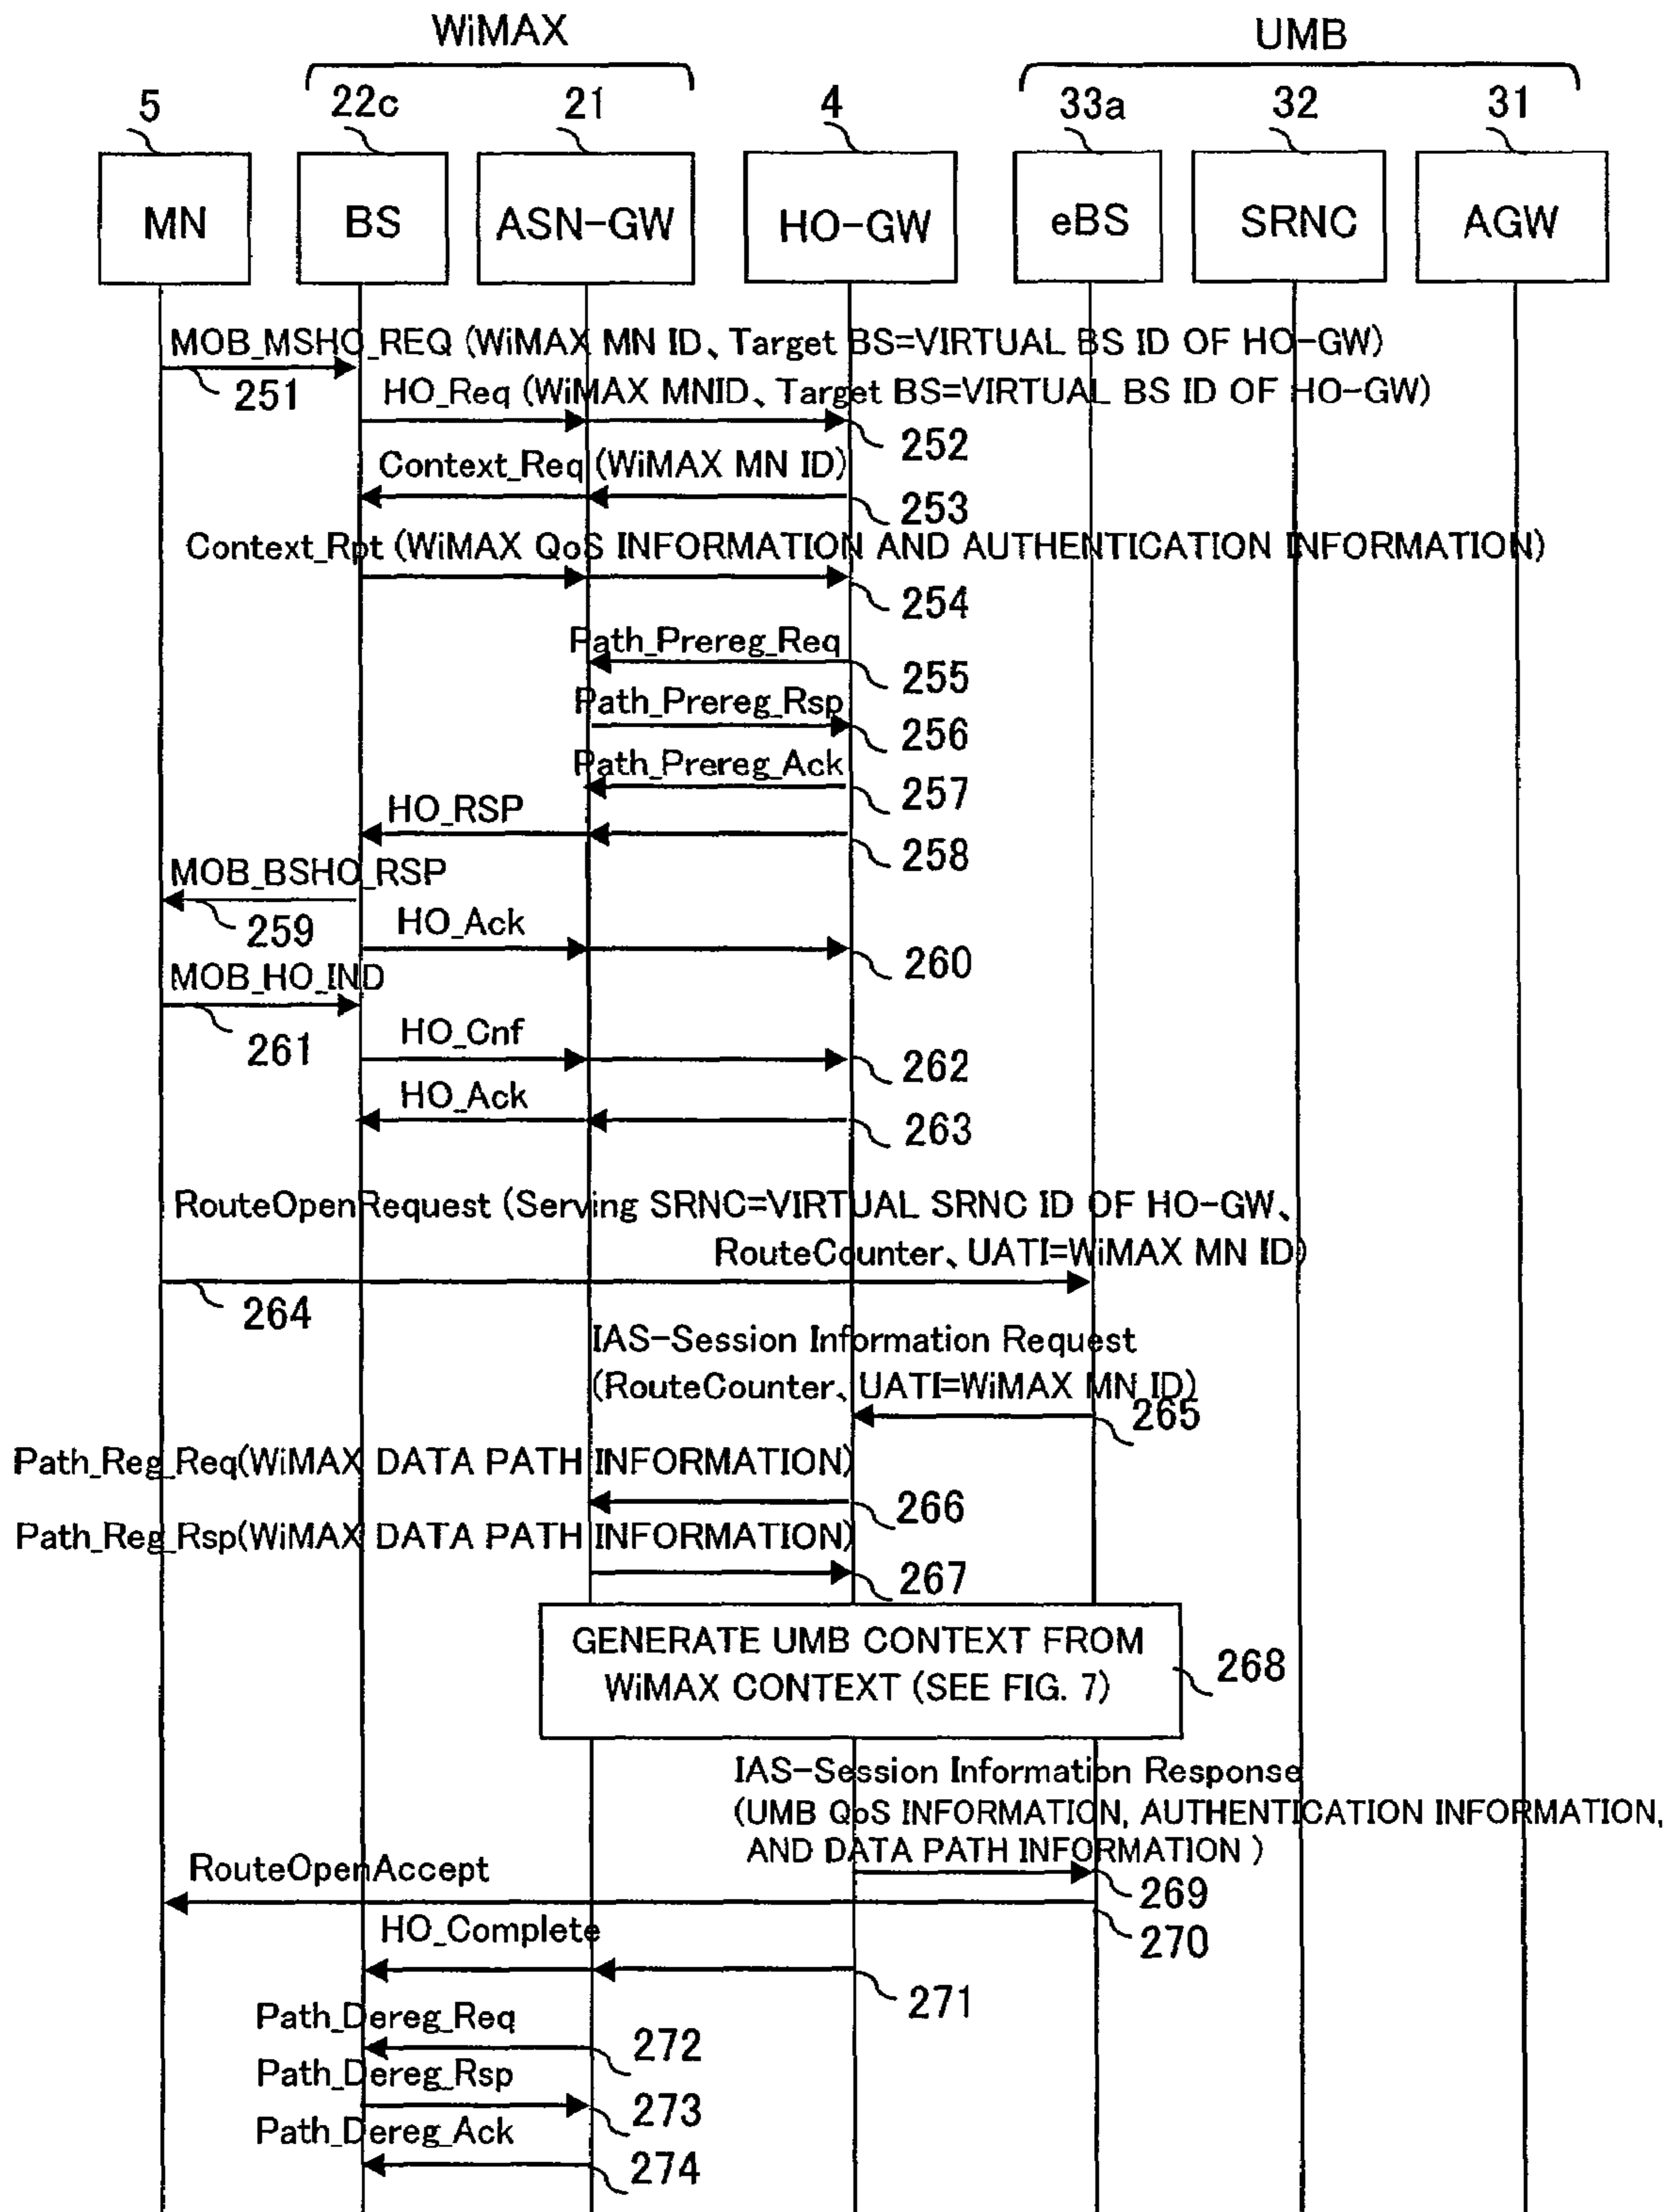 WiMAX
UMB
5
22c
21
4
33a
32
31
MN
BS
ASN-GW
HO-GW
eBS
SRNC
AGW
MOB_MSHO_REQ (WiMAX MN ID、Target BS=VIRTUAL BS ID OF HO-GW)
251
HO_Req (WiMAX MNID、Target BS=VIRTUAL BS ID OF HO-GW)
252
Context_Req (WiMAX MN ID)
253
Context_Rpt (WiMAX QoS INFORMATION AND AUTHENTICATION INFORMATION)
254
Path_Prereg_Req
255
Path_Prereg_Rsp
256
Path_Prereg_Ack
257
HO_RSP
258
MOB_BSHO_RSP
259
HO_Ack
260
MOB_HO_IND
261
HO_Cnf
262
HO_Ack
263
RouteOpenRequest (Serving SRNC=VIRTUAL SRNC ID OF HO-GW、
RouteCounter、UATI=WiMAX MN ID)
264
IAS-Session Information Request
(RouteCounter、UATI=WiMAX MN ID)
265
Path_Reg_Req(WiMAX DATA PATH INFORMATION)
266
Path_Reg_Rsp(WiMAX DATA PATH INFORMATION)
267
GENERATE UMB CONTEXT FROM
WiMAX CONTEXT (SEE FIG. 7)
268
IAS-Session Information Response
(UMB QoS INFORMATION, AUTHENTICATION INFORMATION,
AND DATA PATH INFORMATION )
269
RouteOpenAccept
270
HO_Complete
271
Path_Dereg_Req
272
Path_Dereg_Rsp
273
Path_Dereg_Ack
274